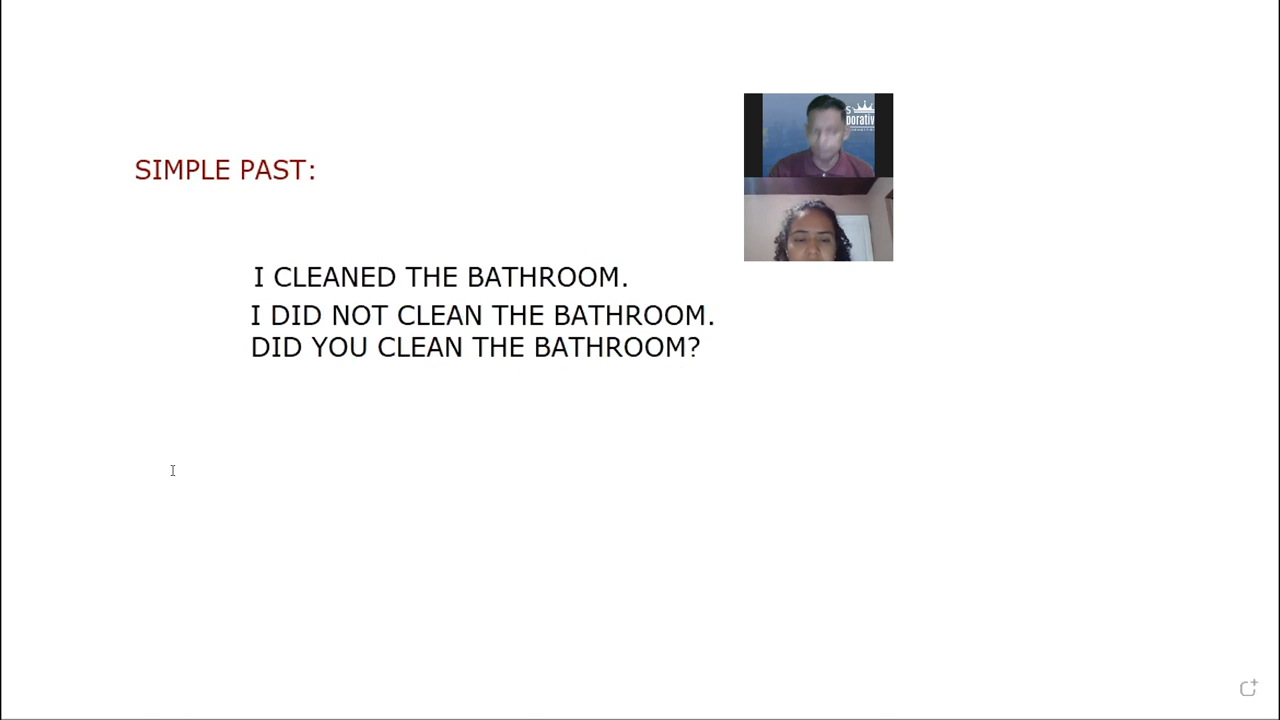 SIMPLE PAST:
I CLEANED THE BATHROOM.
I DID NOT CLEAN THE BATHROOM.
DID YOU CLEAN THE BATHROOM?